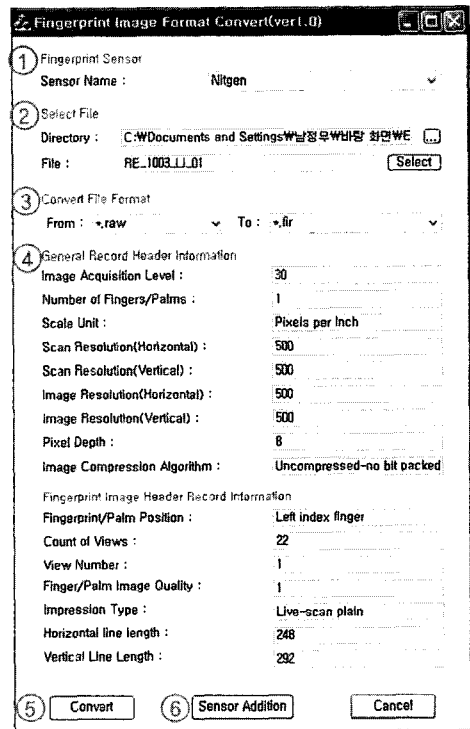 Fingerprint Image Format Convert(ver1.0)
① Fingerprint Sensor
Sensor Name : Nitgen
② Select File
Directory : C:₩Documents and Settings₩남정우₩바탕 화면₩E ...
File : RE_1003_LI_01 Select
③ Convert File Format
From : *.raw To : *.fir
④ General Record Header Information
Image Acquisition Level : 30
Number of Fingers/Palms : 1
Scale Unit : Pixels per Inch
Scan Resolution(Horizontal) : 500
Scan Resolution(Vertical) : 500
Image Resolution(Horizontal) : 500
Image Resolution(Vertical) : 500
Pixel Depth : 8
Image Compression Algorithm : Uncompressed-no bit packed
Fingerprint Image Header Record Information
Fingerprint/Palm Position : Left index finger
Count of Views : 22
View Number : 1
Finger/Palm Image Quality : 1
Impression Type : Live-scan plain
Horizontal line length : 248
Vertical Line Length : 292
⑤ Convert ⑥ Sensor Addition Cancel